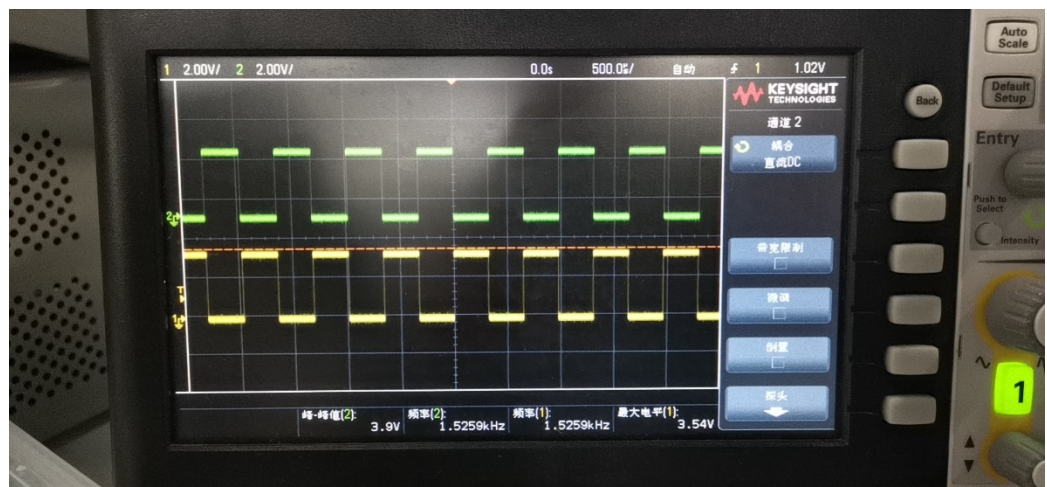 1 2.00V/ 2 2.00V/ 0.0s 500.0㎲/ 自动 1 1.02V
KEYSIGHT
TECHNOLOGIES
通道 2
耦合
直流DC
带宽限制
微调
倒置
探头
2
T
1
峰-峰值(2): 频率(2): 频率(1): 最大电平(1):
3.9V 1.5259kHz 1.5259kHz 3.54V
Back
Auto
Scale
Default
Setup
Entry
Push to
Select
Intensity
1